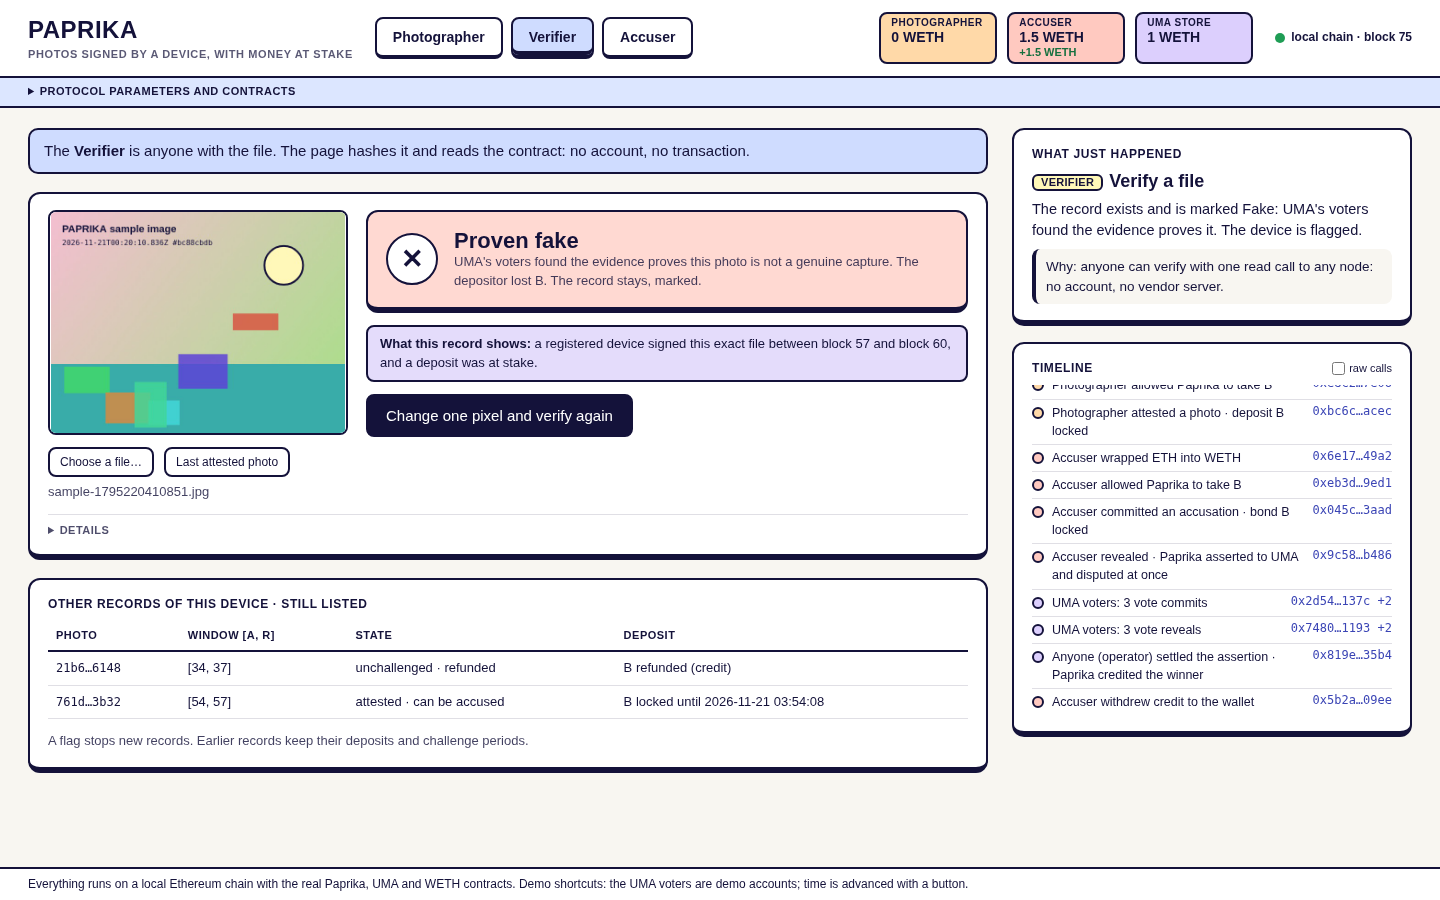 PAPRIKA
PHOTOS SIGNED BY A DEVICE, WITH MONEY AT STAKE
Photographer
Verifier
Accuser
PHOTOGRAPHER
0 WETH
ACCUSER
1.5 WETH
+1.5 WETH
UMA STORE
1 WETH
local chain · block 75
PROTOCOL PARAMETERS AND CONTRACTS
The Verifier is anyone with the file. The page hashes it and reads the contract: no account, no transaction.
PAPRIKA sample image
2026-11-21T00:20:10.836Z #bc88cbdb
Choose a file…
Last attested photo
sample-1795220410851.jpg
Proven fake
UMA's voters found the evidence proves this photo is not a genuine capture. The
depositor lost B. The record stays, marked.
What this record shows: a registered device signed this exact file between block 57 and block 60,
and a deposit was at stake.
Change one pixel and verify again
DETAILS
OTHER RECORDS OF THIS DEVICE · STILL LISTED
PHOTO WINDOW [A, R] STATE DEPOSIT
21b6…6148 [34, 37] unchallenged · refunded B refunded (credit)
761d…3b32 [54, 57] attested · can be accused B locked until 2026-11-21 03:54:08
A flag stops new records. Earlier records keep their deposits and challenge periods.
WHAT JUST HAPPENED
VERIFIER Verify a file
The record exists and is marked Fake: UMA's voters
found the evidence proves it. The device is flagged.
Why: anyone can verify with one read call to any node:
no account, no vendor server.
TIMELINE
raw calls
Photographer allowed Paprika to take B
Photographer attested a photo · deposit B 0xbc6c…acec
locked
Accuser wrapped ETH into WETH 0x6e17…49a2
Accuser allowed Paprika to take B 0xeb3d…9ed1
Accuser committed an accusation · bond B 0x045c…3aad
locked
Accuser revealed · Paprika asserted to UMA 0x9c58…b486
and disputed at once
UMA voters: 3 vote commits 0x2d54…137c +2
UMA voters: 3 vote reveals 0x7480…1193 +2
Anyone (operator) settled the assertion · 0x819e…35b4
Paprika credited the winner
Accuser withdrew credit to the wallet 0x5b2a…09ee
Everything runs on a local Ethereum chain with the real Paprika, UMA and WETH contracts. Demo shortcuts: the UMA voters are demo accounts; time is advanced with a button.